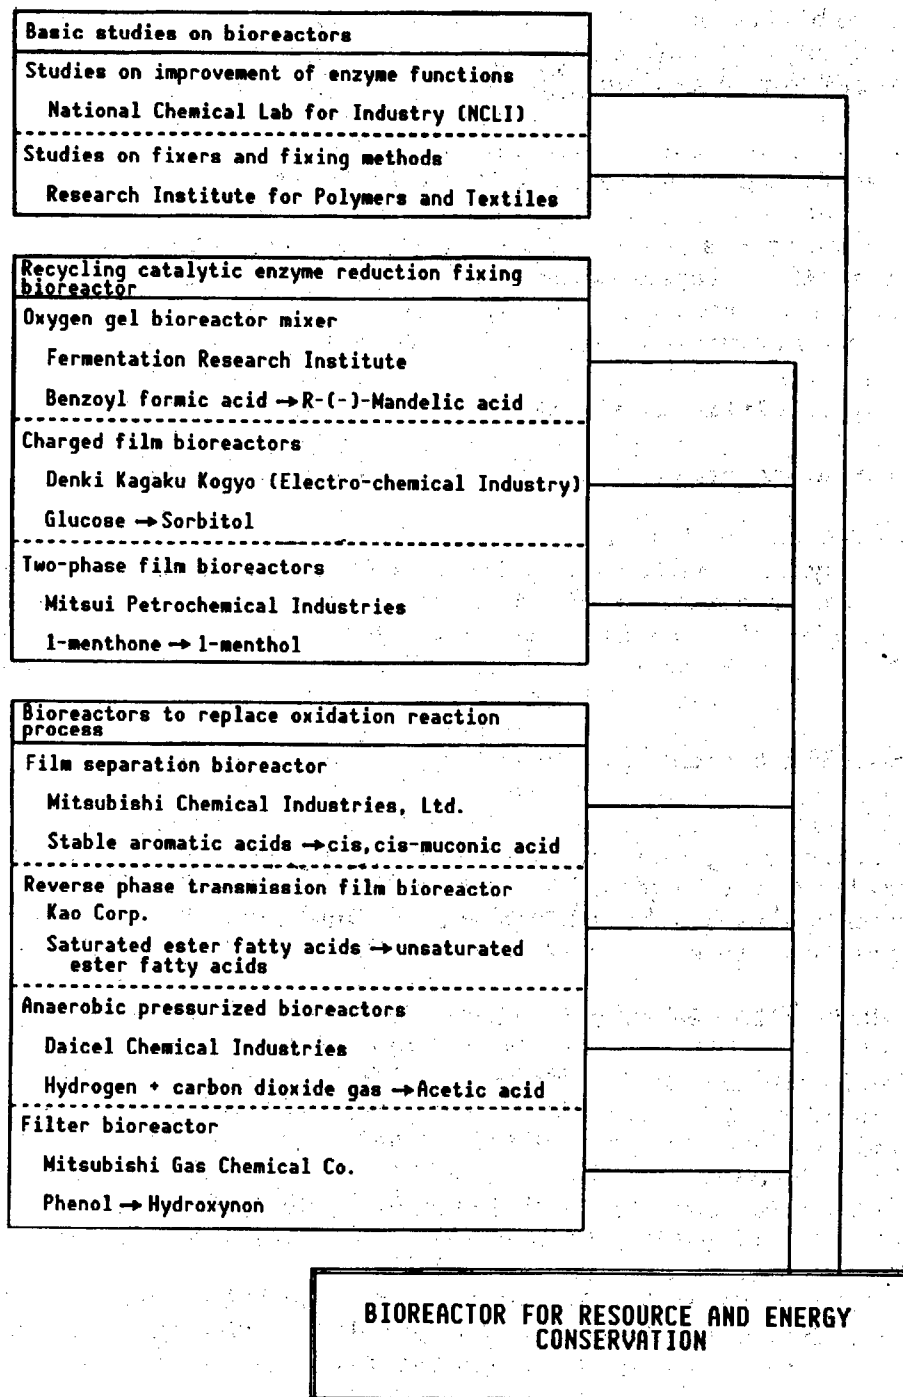 Basic studies on bioreactors
Studies on improvement of enzyme functions
National Chemical Lab for Industry (NCLI)
Studies on fixers and fixing methods
Research Institute for Polymers and Textiles
Recycling catalytic enzyme reduction fixing
bioreactor
Oxygen gel bioreactor mixer
Fermentation Research Institute
Benzoyl formic acid →R-(-)-Mandelic acid
Charged film bioreactors
Denki Kagaku Kogyo (Electro-chemical Industry)
Glucose → Sorbitol
Two-phase film bioreactors
Mitsui Petrochemical Industries
l-menthone → l-menthol
Bioreactors to replace oxidation reaction
process
Film separation bioreactor
Mitsubishi Chemical Industries, Ltd.
Stable aromatic acids →cis,cis-muconic acid
Reverse phase transmission film bioreactor
Kao Corp.
Saturated ester fatty acids →unsaturated
ester fatty acids
Anaerobic pressurized bioreactors
Daicel Chemical Industries
Hydrogen + carbon dioxide gas →Acetic acid
Filter bioreactor
Mitsubishi Gas Chemical Co.
Phenol → Hydroxynon
BIOREACTOR FOR RESOURCE AND ENERGY
CONSERVATION